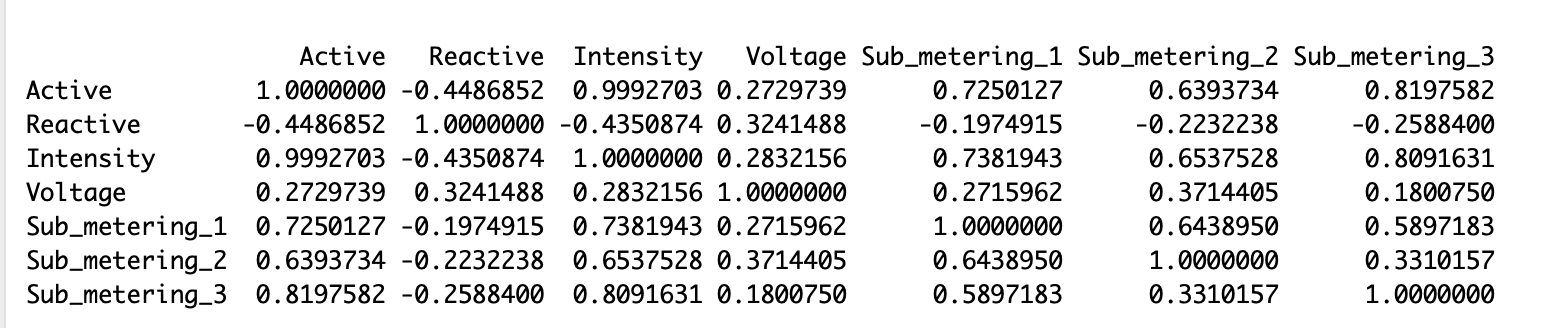 Active Reactive Intensity Voltage Sub_metering_1 Sub_metering_2 Sub_metering_3
Active 1.0000000 -0.4486852 0.9992703 0.2729739 0.7250127 0.6393734 0.8197582
Reactive -0.4486852 1.0000000 -0.4350874 0.3241488 -0.1974915 -0.2232238 -0.2588400
Intensity 0.9992703 -0.4350874 1.0000000 0.2832156 0.7381943 0.6537528 0.8091631
Voltage 0.2729739 0.3241488 0.2832156 1.0000000 0.2715962 0.3714405 0.1800750
Sub_metering_1 0.7250127 -0.1974915 0.7381943 0.2715962 1.0000000 0.6438950 0.5897183
Sub_metering_2 0.6393734 -0.2232238 0.6537528 0.3714405 0.6438950 1.0000000 0.3310157
Sub_metering_3 0.8197582 -0.2588400 0.8091631 0.1800750 0.5897183 0.3310157 1.0000000